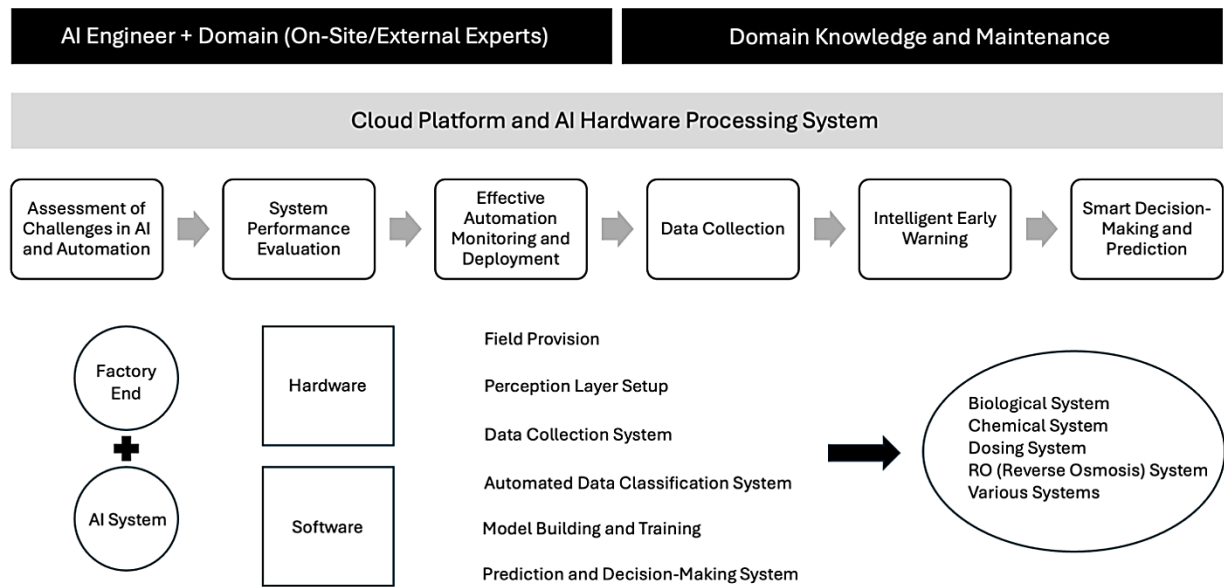 AI Engineer + Domain (On-Site/External Experts)
Domain Knowledge and Maintenance
Cloud Platform and AI Hardware Processing System
Assessment of
Challenges in AI
and Automation
System
Performance
Evaluation
Effective
Automation
Monitoring and
Deployment
Data Collection
Intelligent Early
Warning
Smart Decision-
Making and
Prediction
Factory
End
AI System
Hardware
Software
Field Provision
Perception Layer Setup
Data Collection System
Automated Data Classification System
Model Building and Training
Prediction and Decision-Making System
Biological System
Chemical System
Dosing System
RO (Reverse Osmosis) System
Various Systems